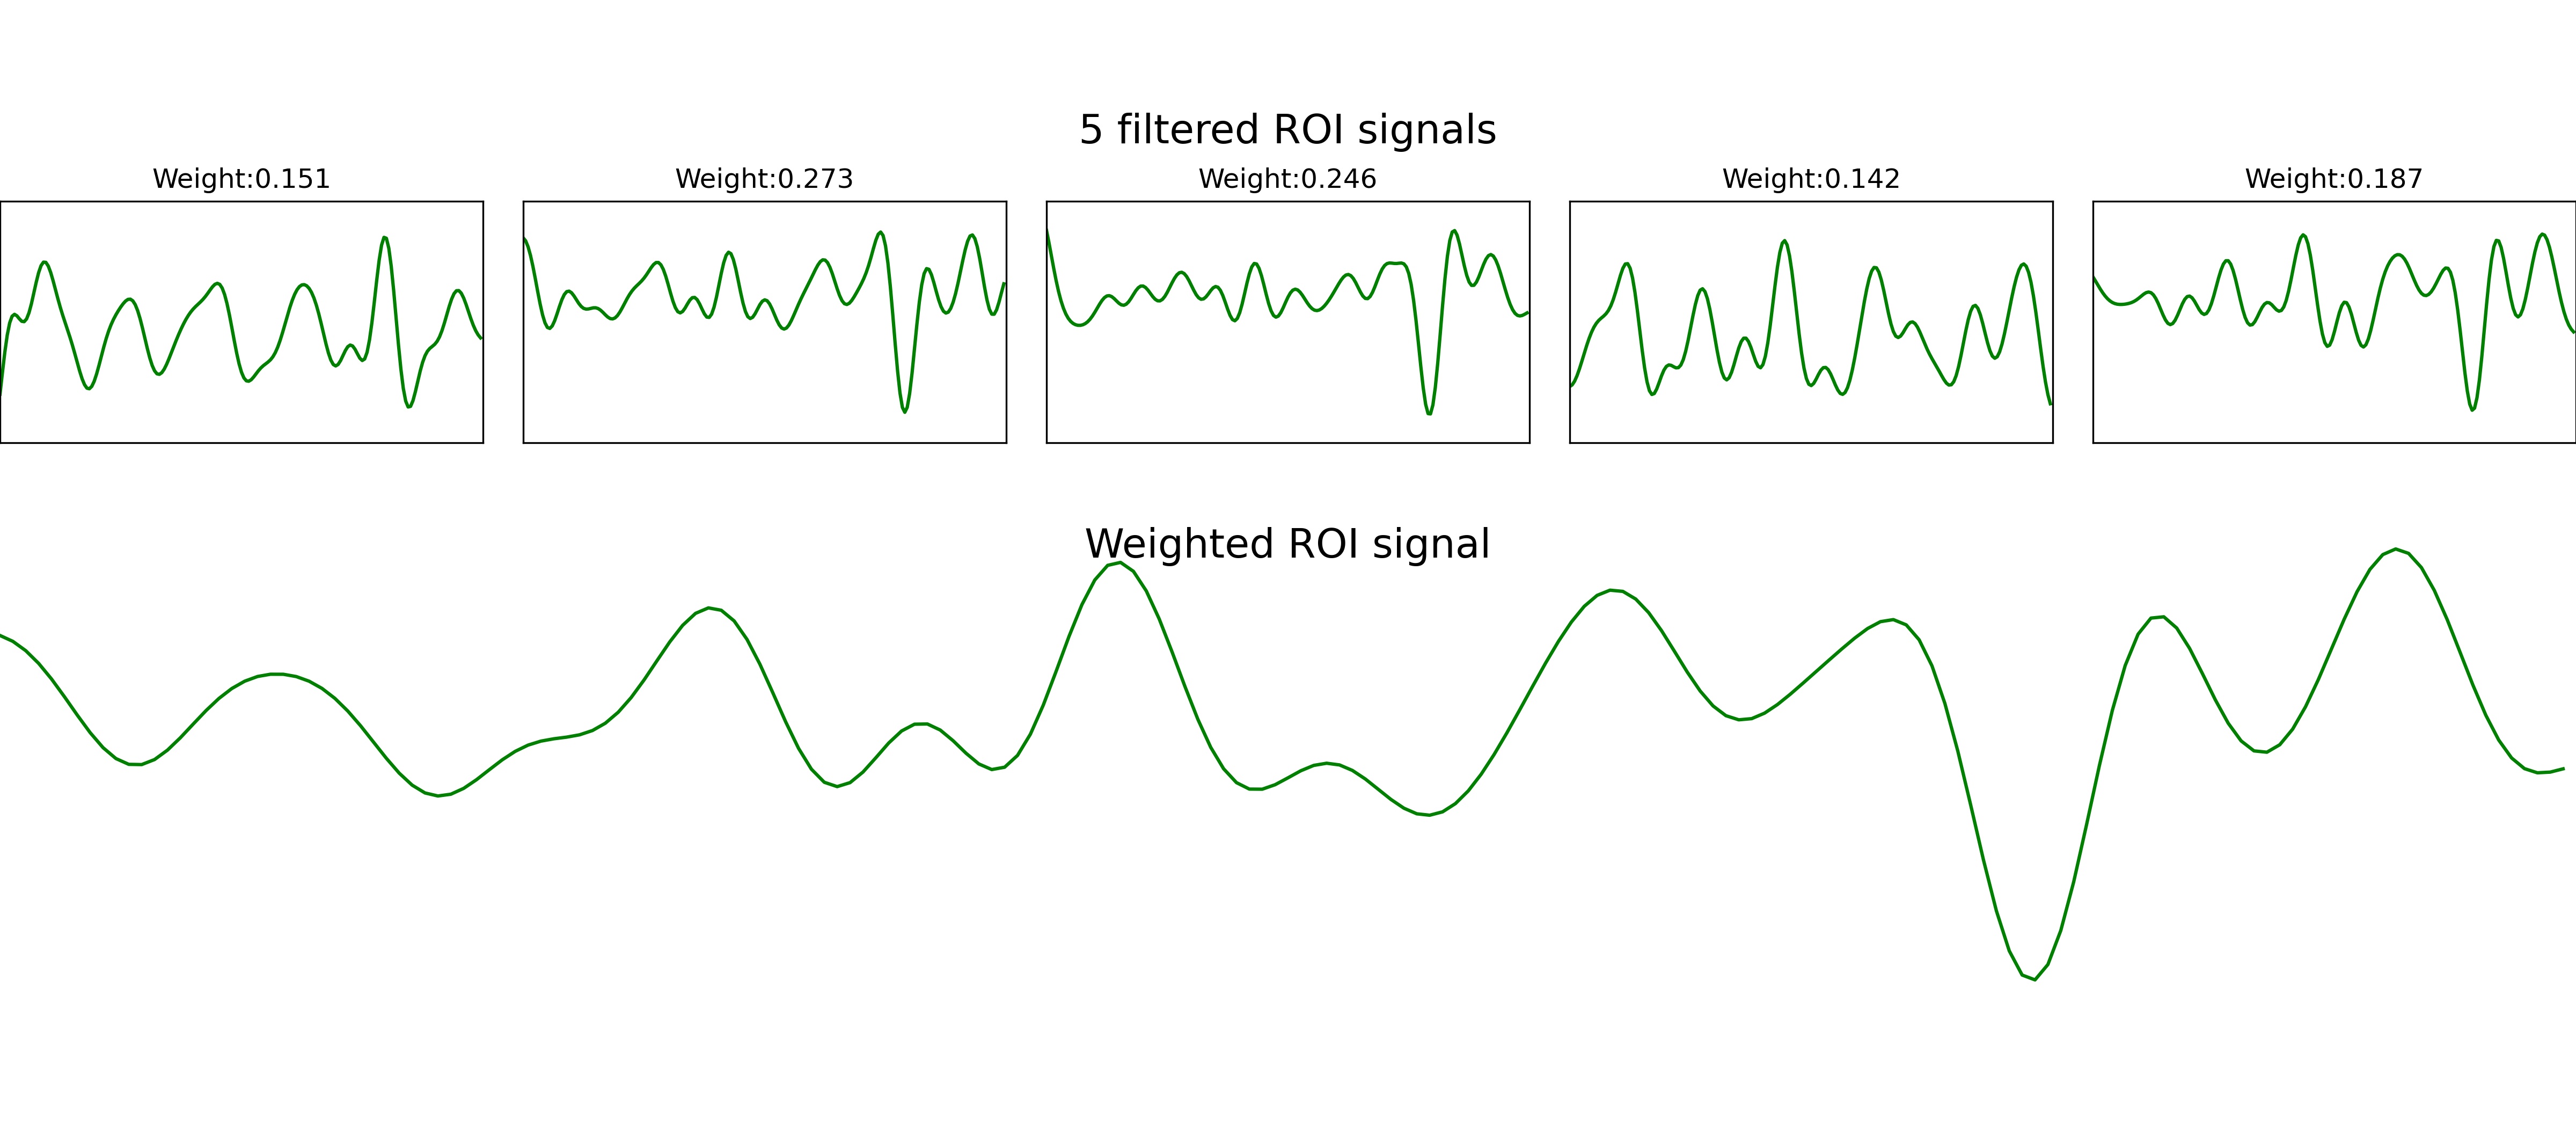 5 filtered ROI signals
Weight:0.151
Weight:0.273
Weight:0.246
Weight:0.142
Weight:0.187
Weighted ROI signal